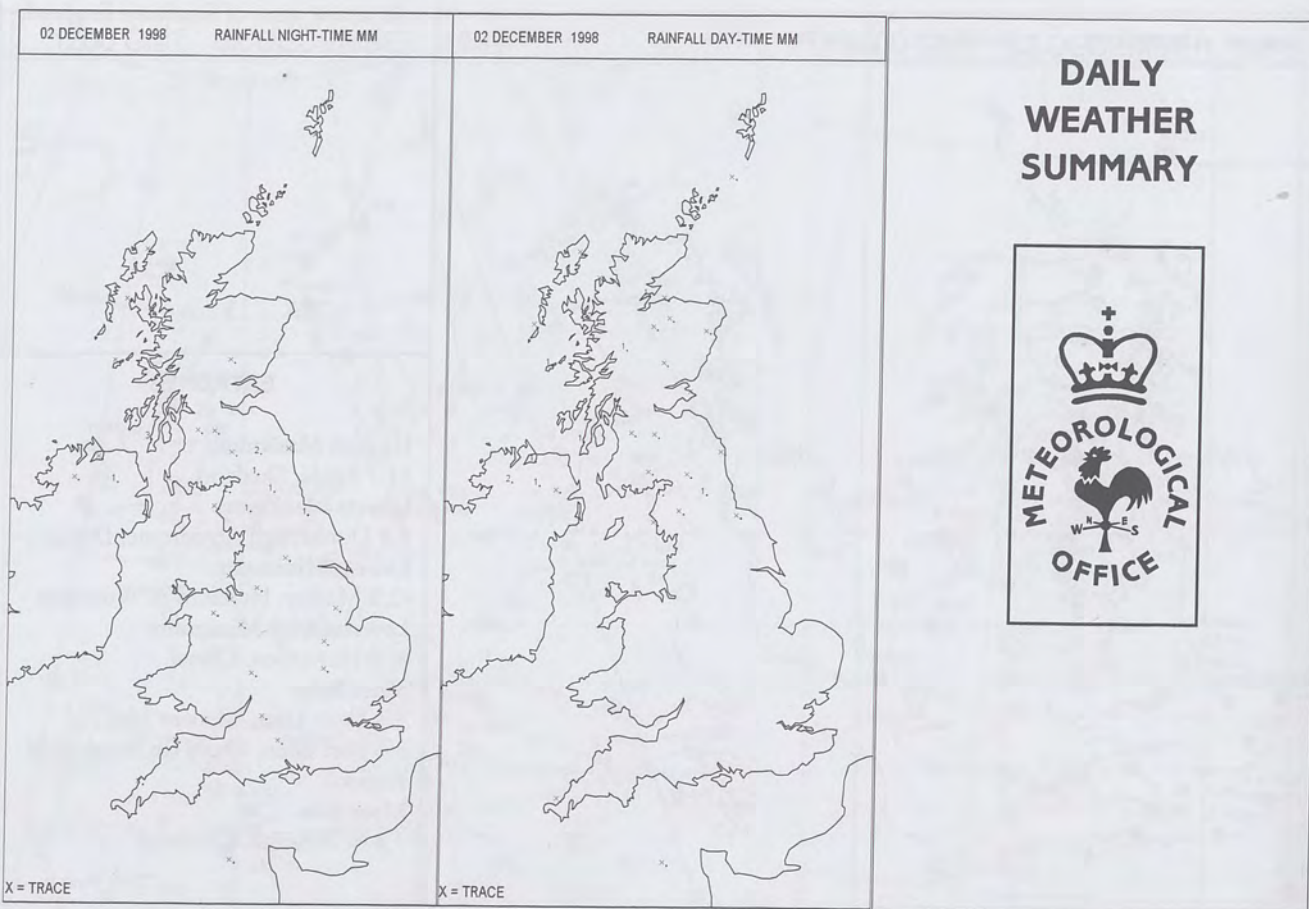 02 DECEMBER 1998 RAINFALL NIGHT-TIME MM
X = TRACE
02 DECEMBER 1998 RAINFALL DAY-TIME MM
X = TRACE
DAILY
WEATHER
SUMMARY
METEOROLOGICAL
N E
W S
OFFICE